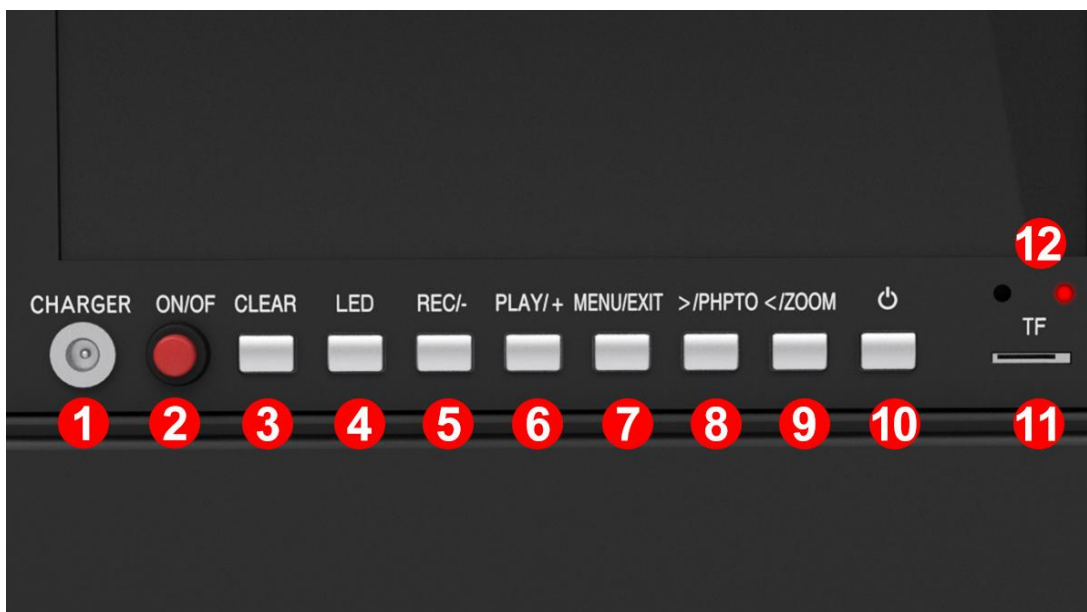 12
CHARGER ON/OF CLEAR LED REC/- PLAY/+ MENU/EXIT >/PHPTO </ZOOM
TF
1 2 3 4 5 6 7 8 9 10 11